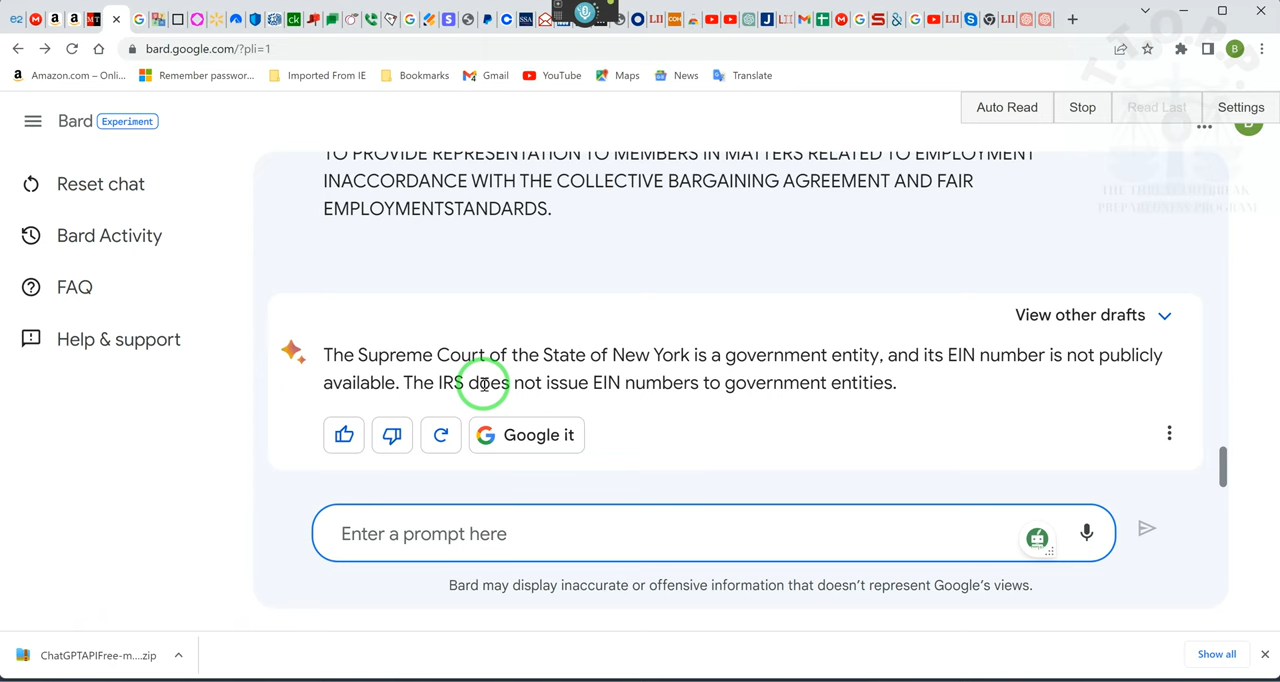 bard.google.com/?pli=1
Amazon.com – Onli... Remember passwor... Imported From IE Bookmarks Gmail YouTube Maps News Translate
Auto Read Stop Read Last Settings
Bard Experiment
Reset chat
Bard Activity
FAQ
Help & support
TO PROVIDE REPRESENTATION TO MEMBERS IN MATTERS RELATED TO EMPLOYMENT
INACCORDANCE WITH THE COLLECTIVE BARGAINING AGREEMENT AND FAIR
EMPLOYMENTSTANDARDS.
T.T.O.P.P.
THE THREAT OUTBREAK
PREPAREDNESS PROGRAM
View other drafts
The Supreme Court of the State of New York is a government entity, and its EIN number is not publicly
available. The IRS does not issue EIN numbers to government entities.
Google it
Enter a prompt here
Bard may display inaccurate or offensive information that doesn't represent Google's views.
ChatGPTAPIFree-m....zip
Show all